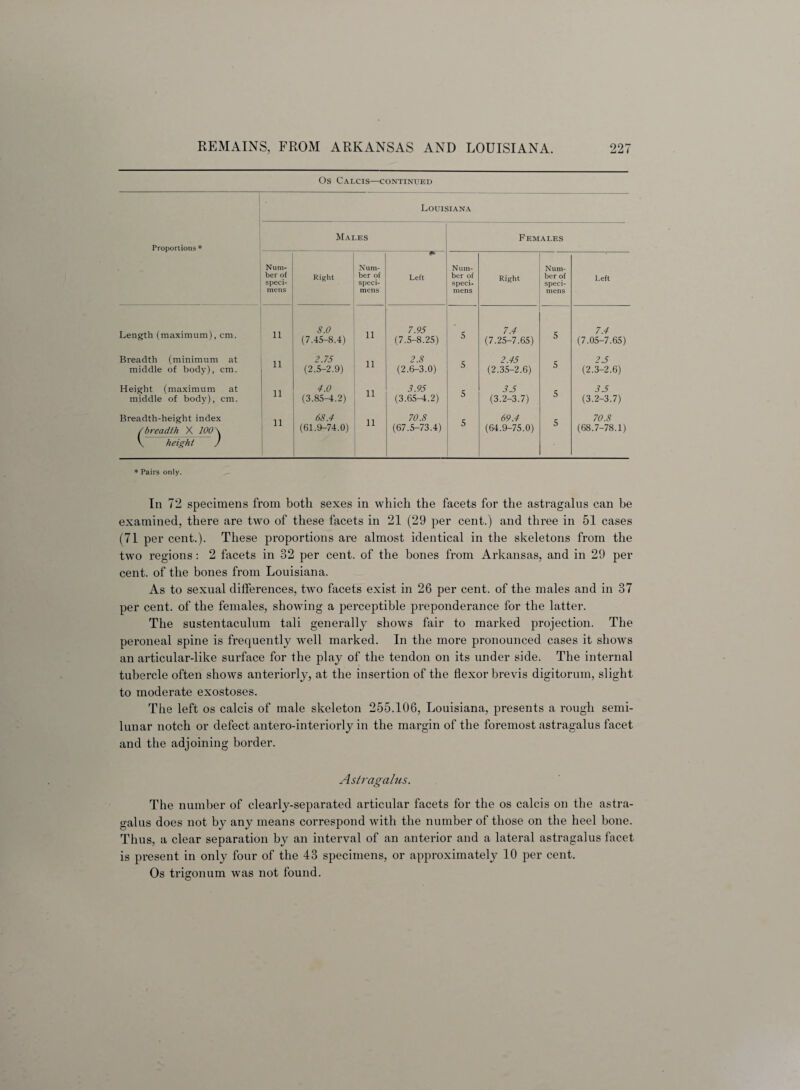 REMAINS, FROM ARKANSAS AND LOUISIANA. 227
Os Calcis—continued
Proportions *
Louisiana
Males Females
Number of specimens Right Number of specimens Left Number of specimens Right Number of specimens Left
Length (maximum), cm. 11 8.0 (7.45–8.4) 11 7.95 (7.5–8.25) 5 7.4 (7.25–7.65) 5 7.4 (7.05–7.65)
Breadth (minimum at middle of body), cm. 11 2.75 (2.5–2.9) 11 2.8 (2.6–3.0) 5 2.45 (2.35–2.6) 5 2.5 (2.3–2.6)
Height (maximum at middle of body), cm. 11 4.0 (3.85–4.2) 11 3.95 (3.65–4.2) 5 3.5 (3.2–3.7) 5 3.5 (3.2–3.7)
Breadth-height index (breadth X 100 / height) 11 68.4 (61.9–74.0) 11 70.8 (67.5–73.4) 5 69.4 (64.9–75.0) 5 70.8 (68.7–78.1)
* Pairs only.
In 72 specimens from both sexes in which the facets for the astragalus can be
examined, there are two of these facets in 21 (29 per cent.) and three in 51 cases
(71 per cent.). These proportions are almost identical in the skeletons from the
two regions: 2 facets in 32 per cent. of the bones from Arkansas, and in 29 per
cent. of the bones from Louisiana.
As to sexual differences, two facets exist in 26 per cent. of the males and in 37
per cent. of the females, showing a perceptible preponderance for the latter.
The sustentaculum tali generally shows fair to marked projection. The
peroneal spine is frequently well marked. In the more pronounced cases it shows
an articular-like surface for the play of the tendon on its under side. The internal
tubercle often shows anteriorly, at the insertion of the flexor brevis digitorum, slight
to moderate exostoses.
The left os calcis of male skeleton 255.106, Louisiana, presents a rough semi-
lunar notch or defect antero-interiorly in the margin of the foremost astragalus facet
and the adjoining border.
Astragalus.
The number of clearly-separated articular facets for the os calcis on the astra-
galus does not by any means correspond with the number of those on the heel bone.
Thus, a clear separation by an interval of an anterior and a lateral astragalus facet
is present in only four of the 43 specimens, or approximately 10 per cent.
Os trigonum was not found.